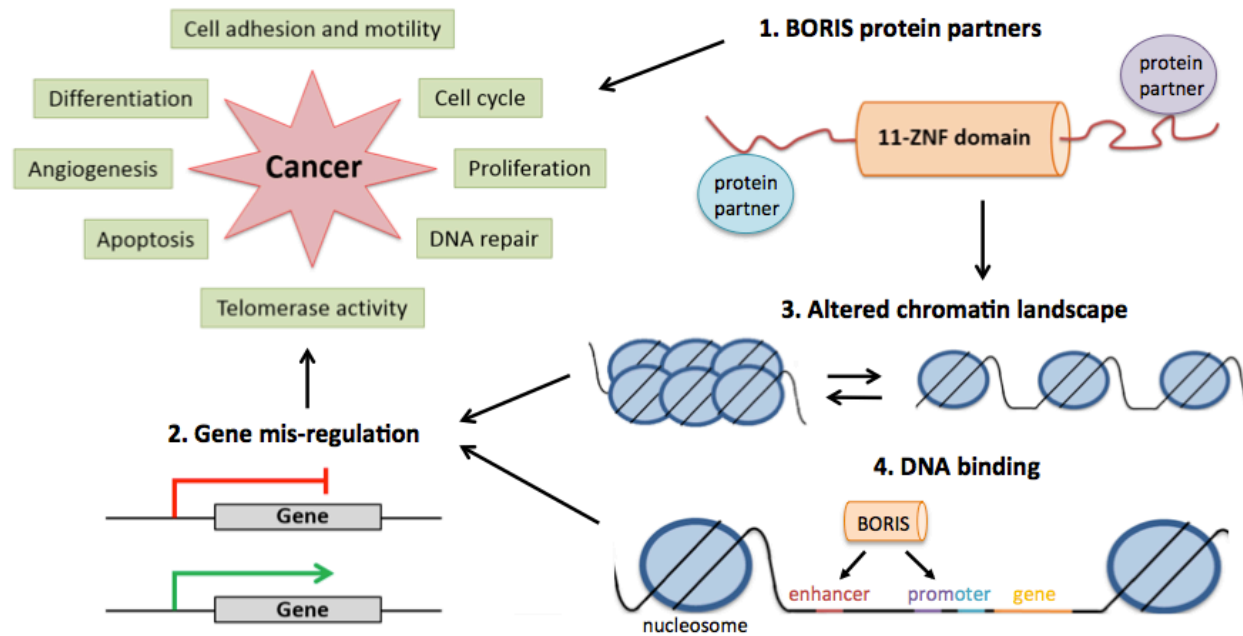 Cell adhesion and motility
Differentiation
Cell cycle
Angiogenesis
Cancer
Proliferation
Apoptosis
DNA repair
Telomerase activity
1. BORIS protein partners
protein
partner
11-ZNF domain
protein
partner
3. Altered chromatin landscape
2. Gene mis-regulation
Gene
Gene
4. DNA binding
BORIS
enhancer
promoter
gene
nucleosome